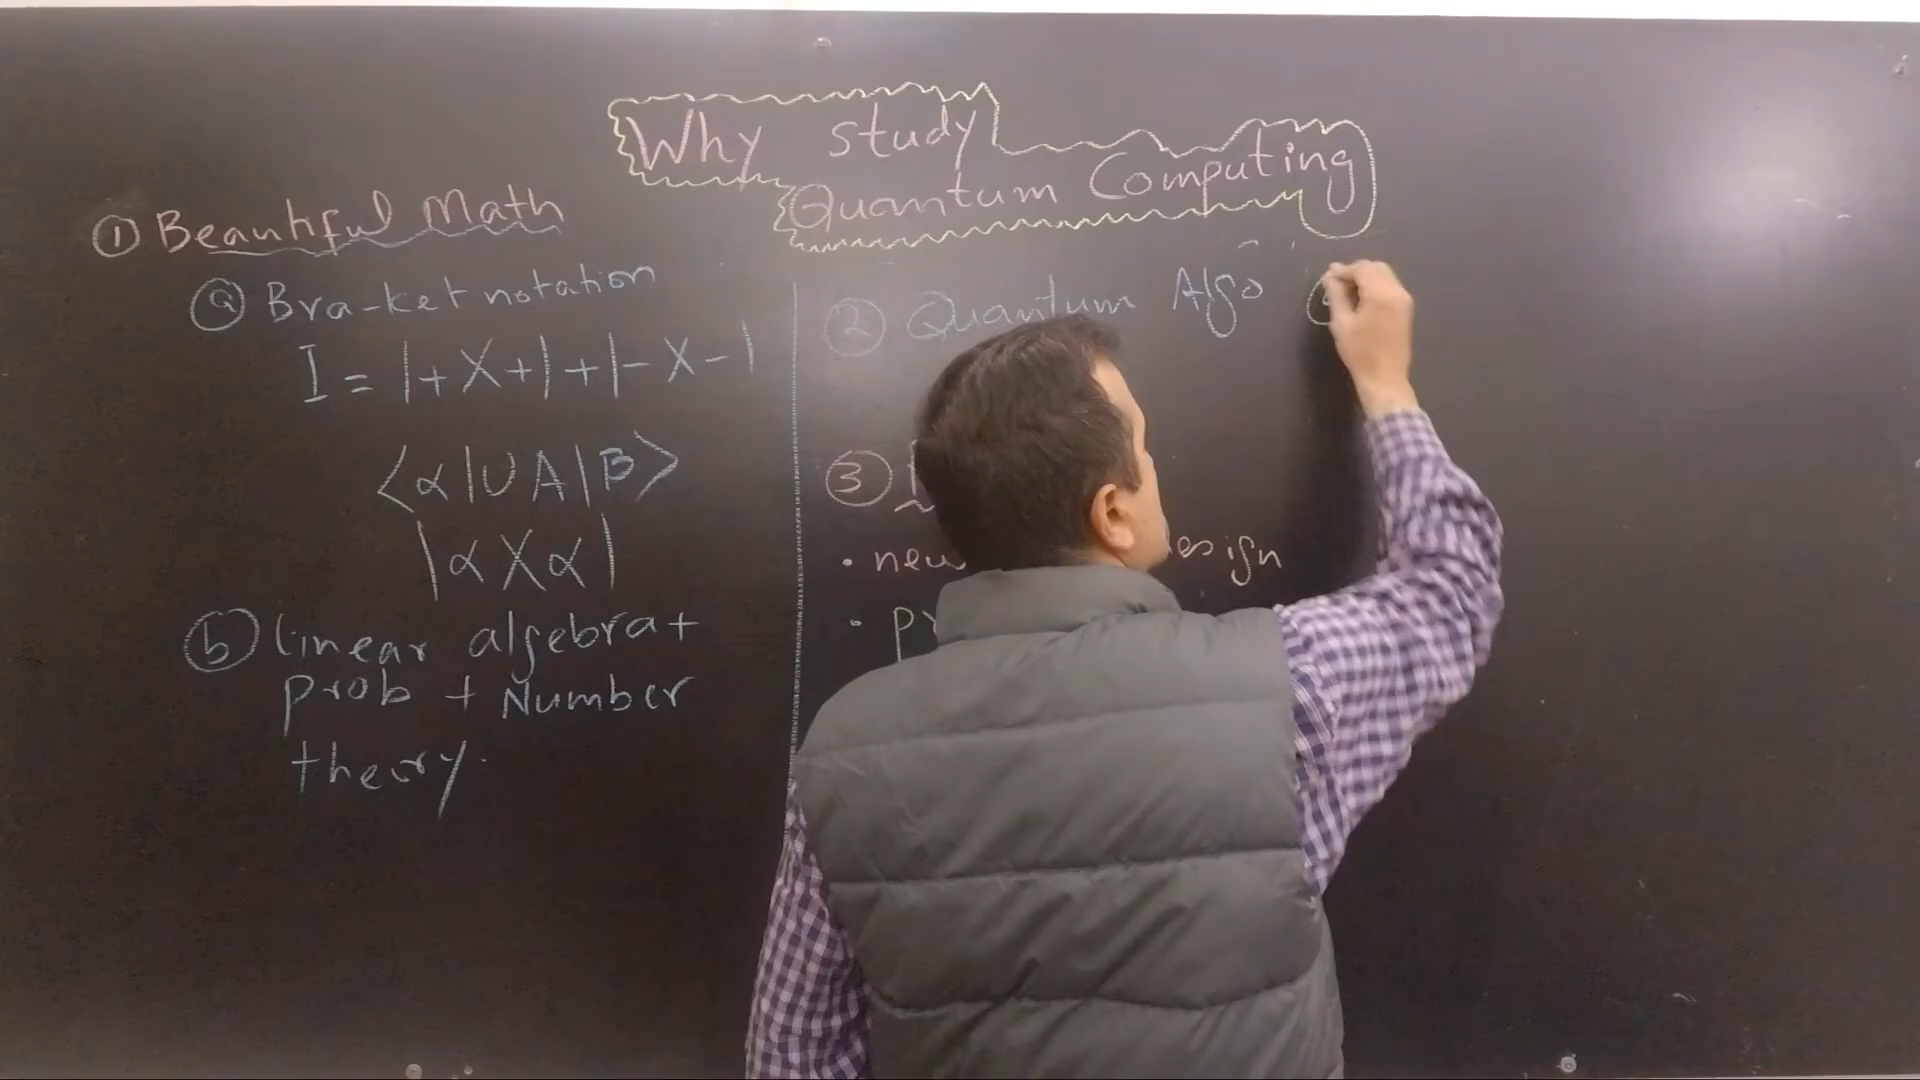 Why study
Quantum Computing
① Beautiful Math
ⓐ Bra-ket notation
I = |+X+|+|-X-|
<α|UA|B>
|αXα|
ⓑ linear algebra+
prob + Number
theory.
② Quantum Algo
③
• new esign
• py